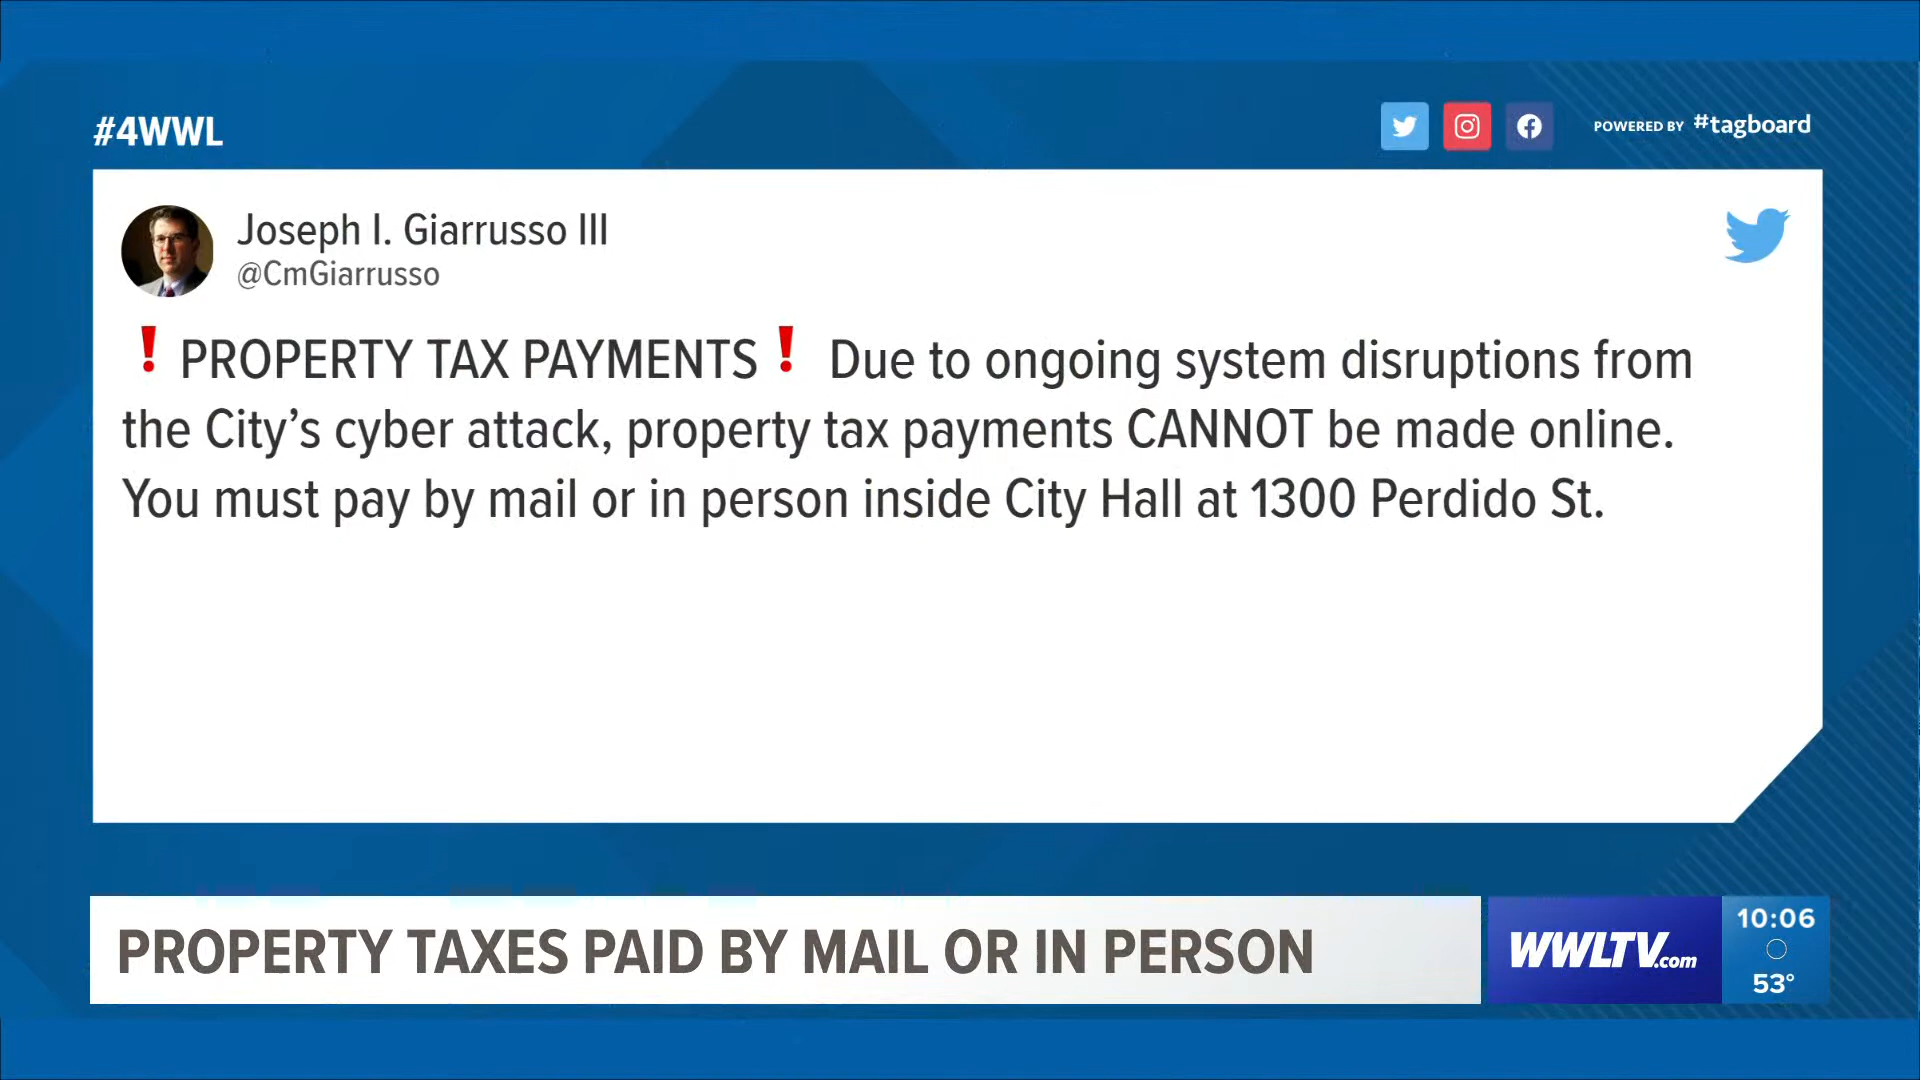 #4WWL
POWERED BY #tagboard
Joseph I. Giarrusso III
@CmGiarrusso
❗PROPERTY TAX PAYMENTS❗ Due to ongoing system disruptions from
the City’s cyber attack, property tax payments CANNOT be made online.
You must pay by mail or in person inside City Hall at 1300 Perdido St.
PROPERTY TAXES PAID BY MAIL OR IN PERSON
WWLTV.com
10:06
53°